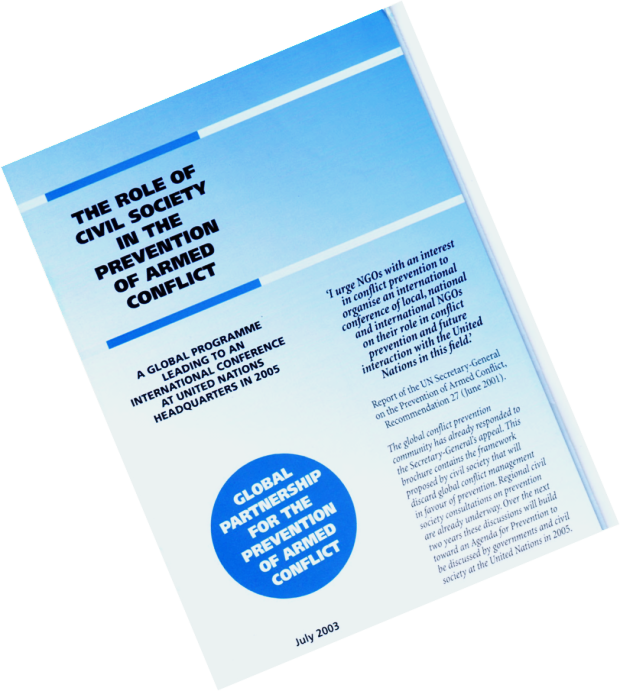 THE ROLE OF
CIVIL SOCIETY
IN THE
PREVENTION
OF ARMED
CONFLICT
A GLOBAL PROGRAMME
LEADING TO AN
INTERNATIONAL CONFERENCE
AT UNITED NATIONS
HEADQUARTERS IN 2005
GLOBAL
PARTNERSHIP
FOR THE
PREVENTION
OF ARMED
CONFLICT
July 2003
'I urge NGOs with an interest
in conflict prevention to
organise an international
conference of local, national
and international NGOs
on their role in conflict
prevention and future
interaction with the United
Nations in this field.'
Report of the UN Secretary-General
on the Prevention of Armed Conflict,
Recommendation 27 (June 2001).
The global conflict prevention
community has already responded to
the Secretary-General's appeal. This
brochure contains the framework
proposed by civil society that will
discard global conflict management
in favour of prevention. Regional civil
society consultations on prevention
are already underway. Over the next
two years these discussions will build
toward an Agenda for Prevention to
be discussed by governments and civil
society at the United Nations in 2005.